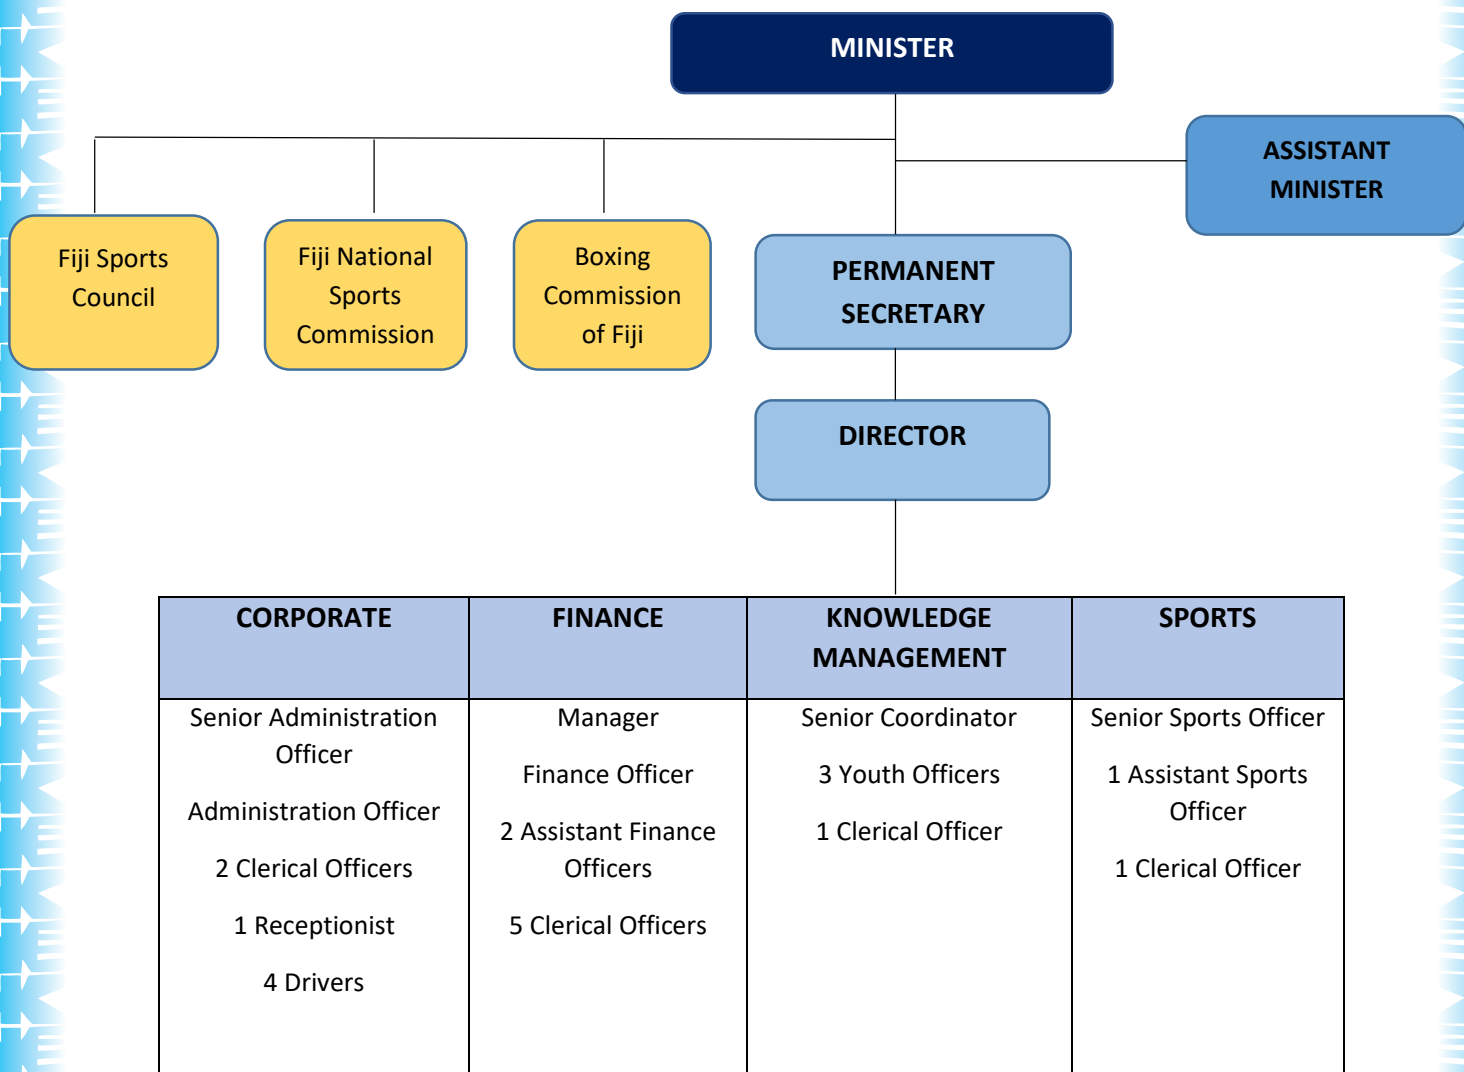 MINISTER
ASSISTANT
MINISTER
Fiji Sports
Council
Fiji National
Sports
Commission
Boxing
Commission
of Fiji
PERMANENT
SECRETARY
DIRECTOR
CORPORATE
FINANCE
KNOWLEDGE
MANAGEMENT
SPORTS
Senior Administration
Officer
Administration Officer
2 Clerical Officers
1 Receptionist
4 Drivers
Manager
Finance Officer
2 Assistant Finance
Officers
5 Clerical Officers
Senior Coordinator
3 Youth Officers
1 Clerical Officer
Senior Sports Officer
1 Assistant Sports
Officer
1 Clerical Officer